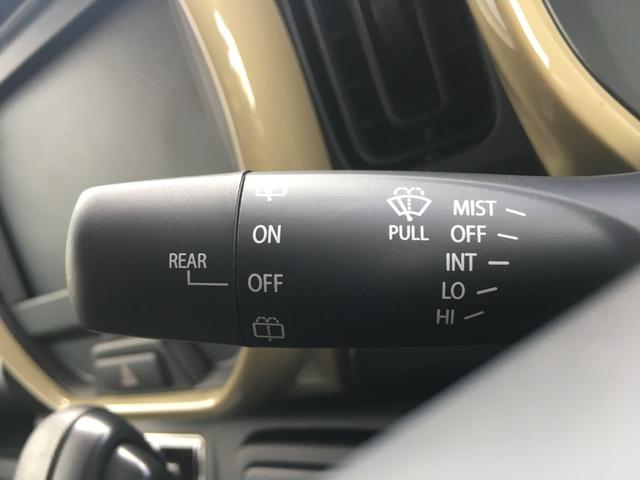 MIST
ON
PULL
OFF
REAR
INT
OFF
LO
HI